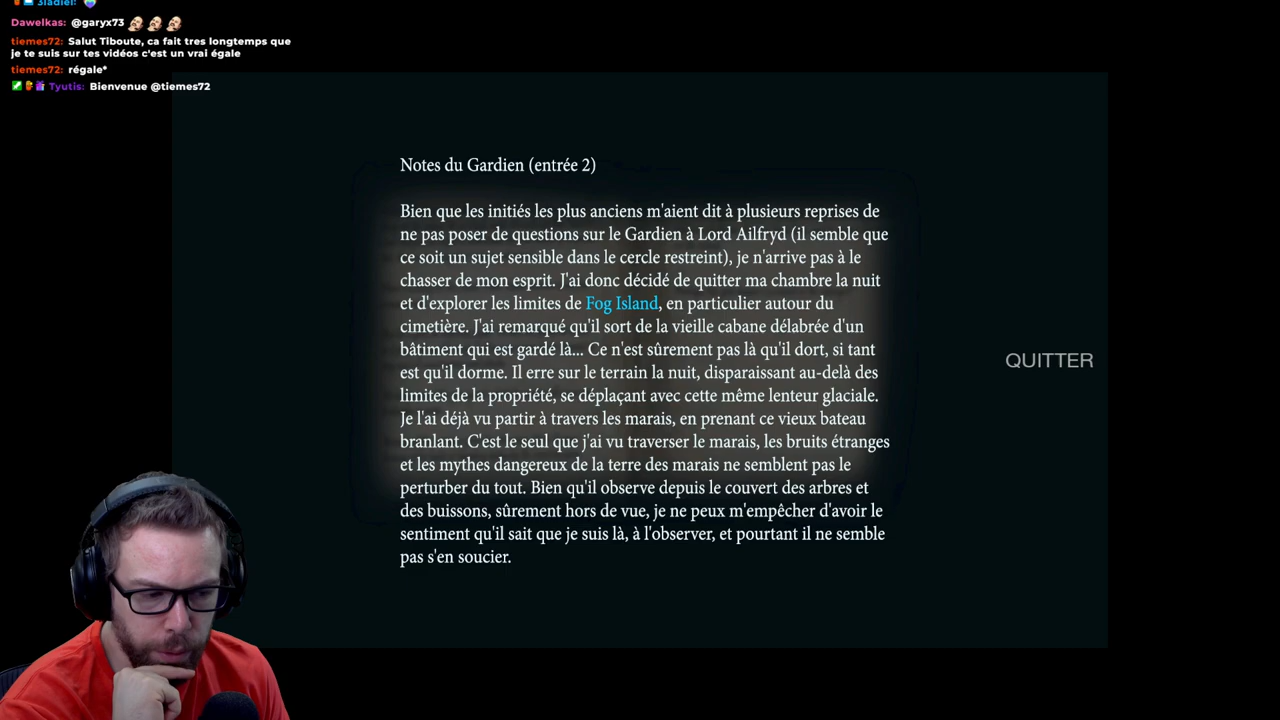 3ladiel:
Dawelkas: @garyx73
tiemes72: Salut Tiboute, ca fait tres longtemps que
je te suis sur tes vidéos c'est un vrai égale
tiemes72: régale*
Tyutis: Bienvenue @tiemes72
Notes du Gardien (entrée 2)
Bien que les initiés les plus anciens m'aient dit à plusieurs reprises de
ne pas poser de questions sur le Gardien à Lord Ailfryd (il semble que
ce soit un sujet sensible dans le cercle restreint), je n'arrive pas à le
chasser de mon esprit. J'ai donc décidé de quitter ma chambre la nuit
et d'explorer les limites de Fog Island, en particulier autour du
cimetière. J'ai remarqué qu'il sort de la vieille cabane délabrée d'un
bâtiment qui est gardé là... Ce n'est sûrement pas là qu'il dort, si tant
est qu'il dorme. Il erre sur le terrain la nuit, disparaissant au-delà des
limites de la propriété, se déplaçant avec cette même lenteur glaciale.
Je l'ai déjà vu partir à travers les marais, en prenant ce vieux bateau
branlant. C'est le seul que j'ai vu traverser le marais, les bruits étranges
et les mythes dangereux de la terre des marais ne semblent pas le
perturber du tout. Bien qu'il observe depuis le couvert des arbres et
des buissons, sûrement hors de vue, je ne peux m'empêcher d'avoir le
sentiment qu'il sait que je suis là, à l'observer, et pourtant il ne semble
pas s'en soucier.
QUITTER